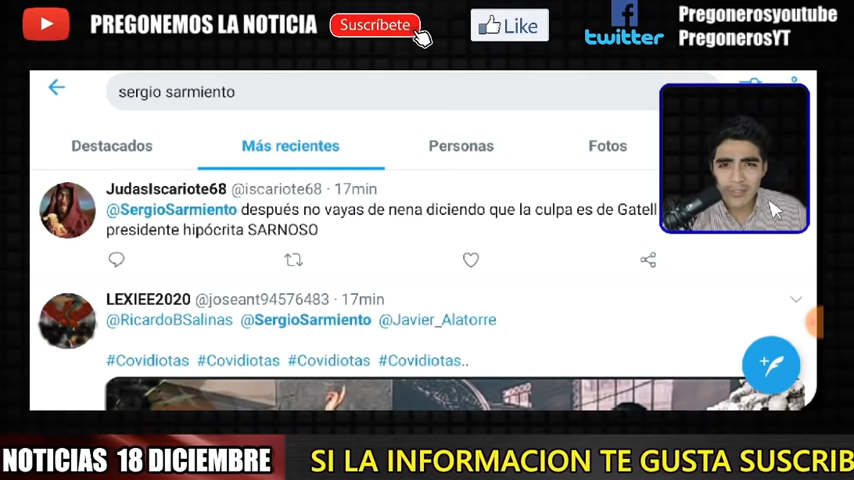 PREGONEMOS LA NOTICIA
Suscríbete
Like
twitter
Pregonerosyoutube
PregonerosYT
sergio sarmiento
Destacados
Más recientes
Personas
Fotos
JudasIscariote68 @iscariote68 · 17min
@SergioSarmiento después no vayas de nena diciendo que la culpa es de Gatell
presidente hipócrita SARNOSO
LEXIEE2020 @joseant94576483 · 17min
@RicardoBSalinas @SergioSarmiento @Javier_Alatorre
#Covidiotas #Covidiotas #Covidiotas #Covidiotas..
NOTICIAS 18 DICIEMBRE
SI LA INFORMACION TE GUSTA SUSCRIB